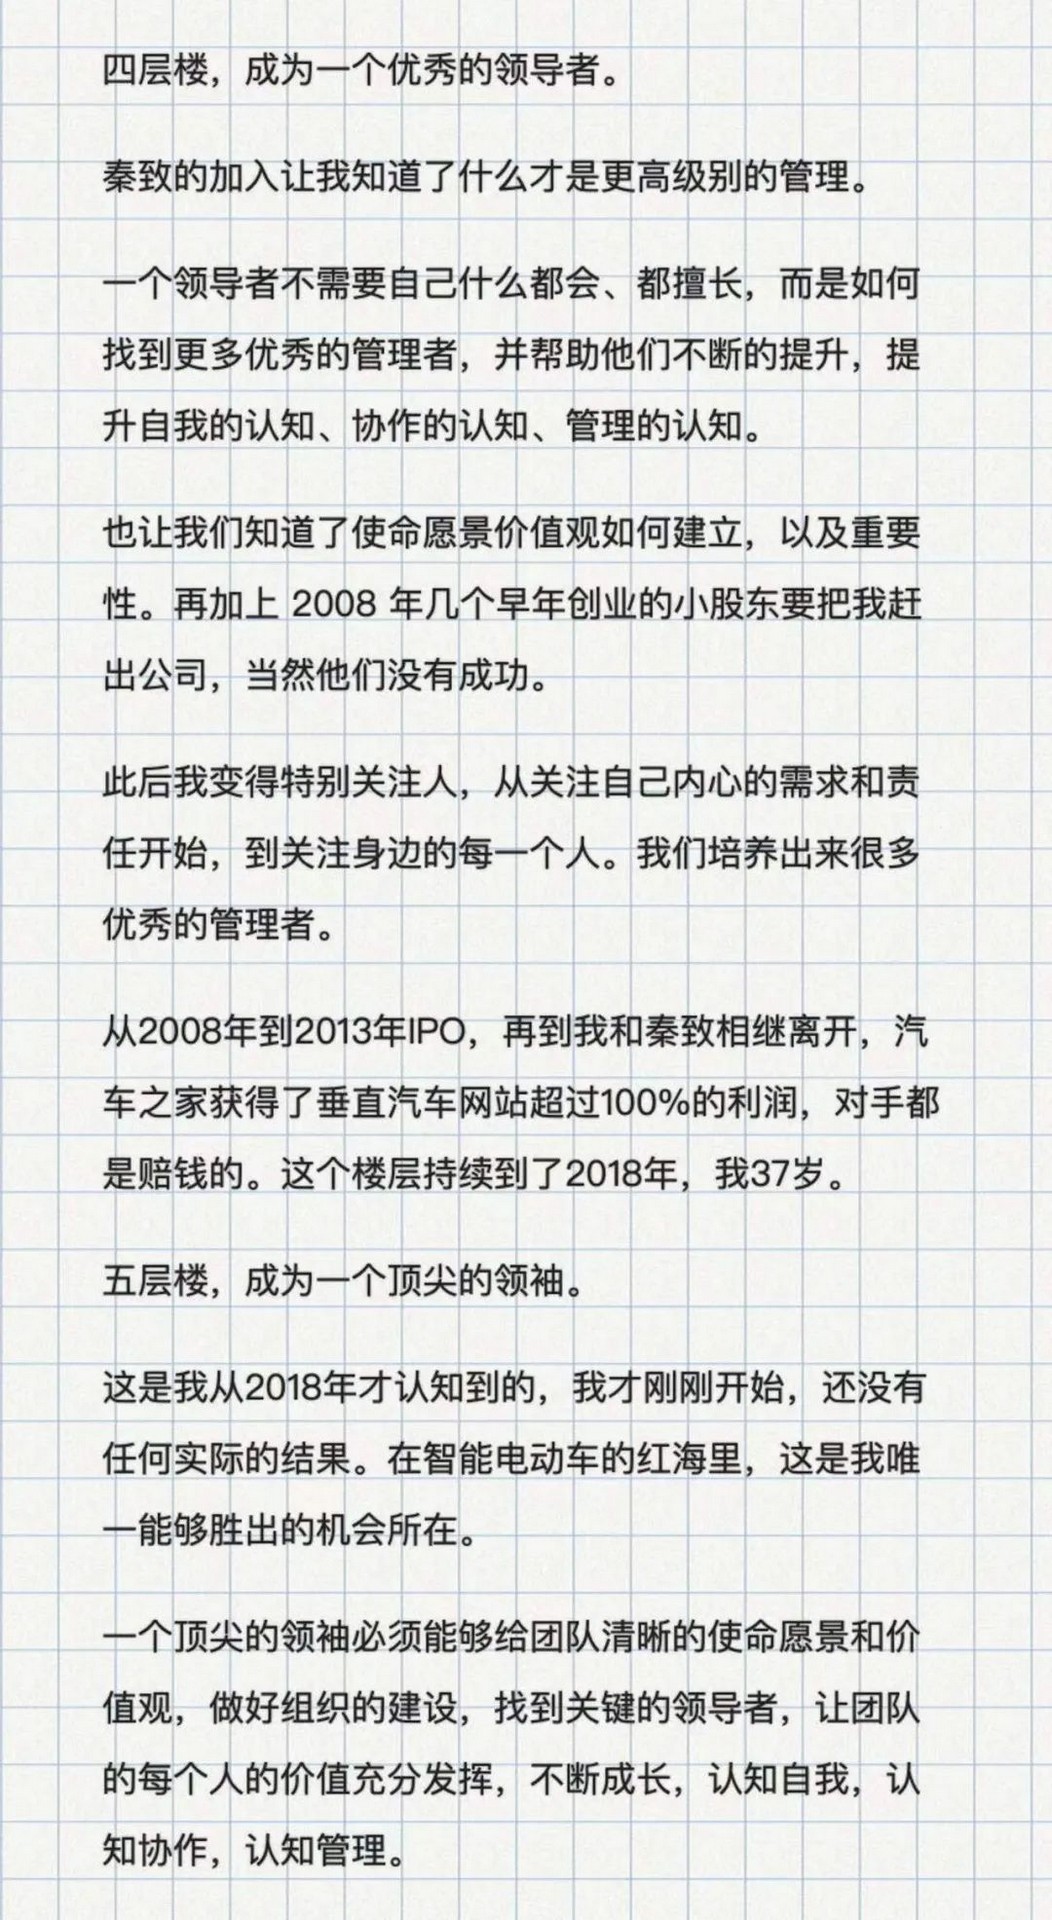 四层楼，成为一个优秀的领导者。
秦致的加入让我知道了什么才是更高级别的管理。
一个领导者不需要自己什么都会、都擅长，而是如何
找到更多优秀的管理者，并帮助他们不断的提升，提
升自我的认知、协作的认知、管理的认知。
也让我们知道了使命愿景价值观如何建立，以及重要
性。再加上 2008 年几个早年创业的小股东要把我赶
出公司，当然他们没有成功。
此后我变得特别关注人，从关注自己内心的需求和责
任开始，到关注身边的每一个人。我们培养出来很多
优秀的管理者。
从2008年到2013年IPO，再到我和秦致相继离开，汽
车之家获得了垂直汽车网站超过100%的利润，对手都
是赔钱的。这个楼层持续到了2018年，我37岁。
五层楼，成为一个顶尖的领袖。
这是我从2018年才认知到的，我才刚刚开始，还没有
任何实际的结果。在智能电动车的红海里，这是我唯
一能够胜出的机会所在。
一个顶尖的领袖必须能够给团队清晰的使命愿景和价
值观，做好组织的建设，找到关键的领导者，让团队
的每个人的价值充分发挥，不断成长，认知自我，认
知协作，认知管理。